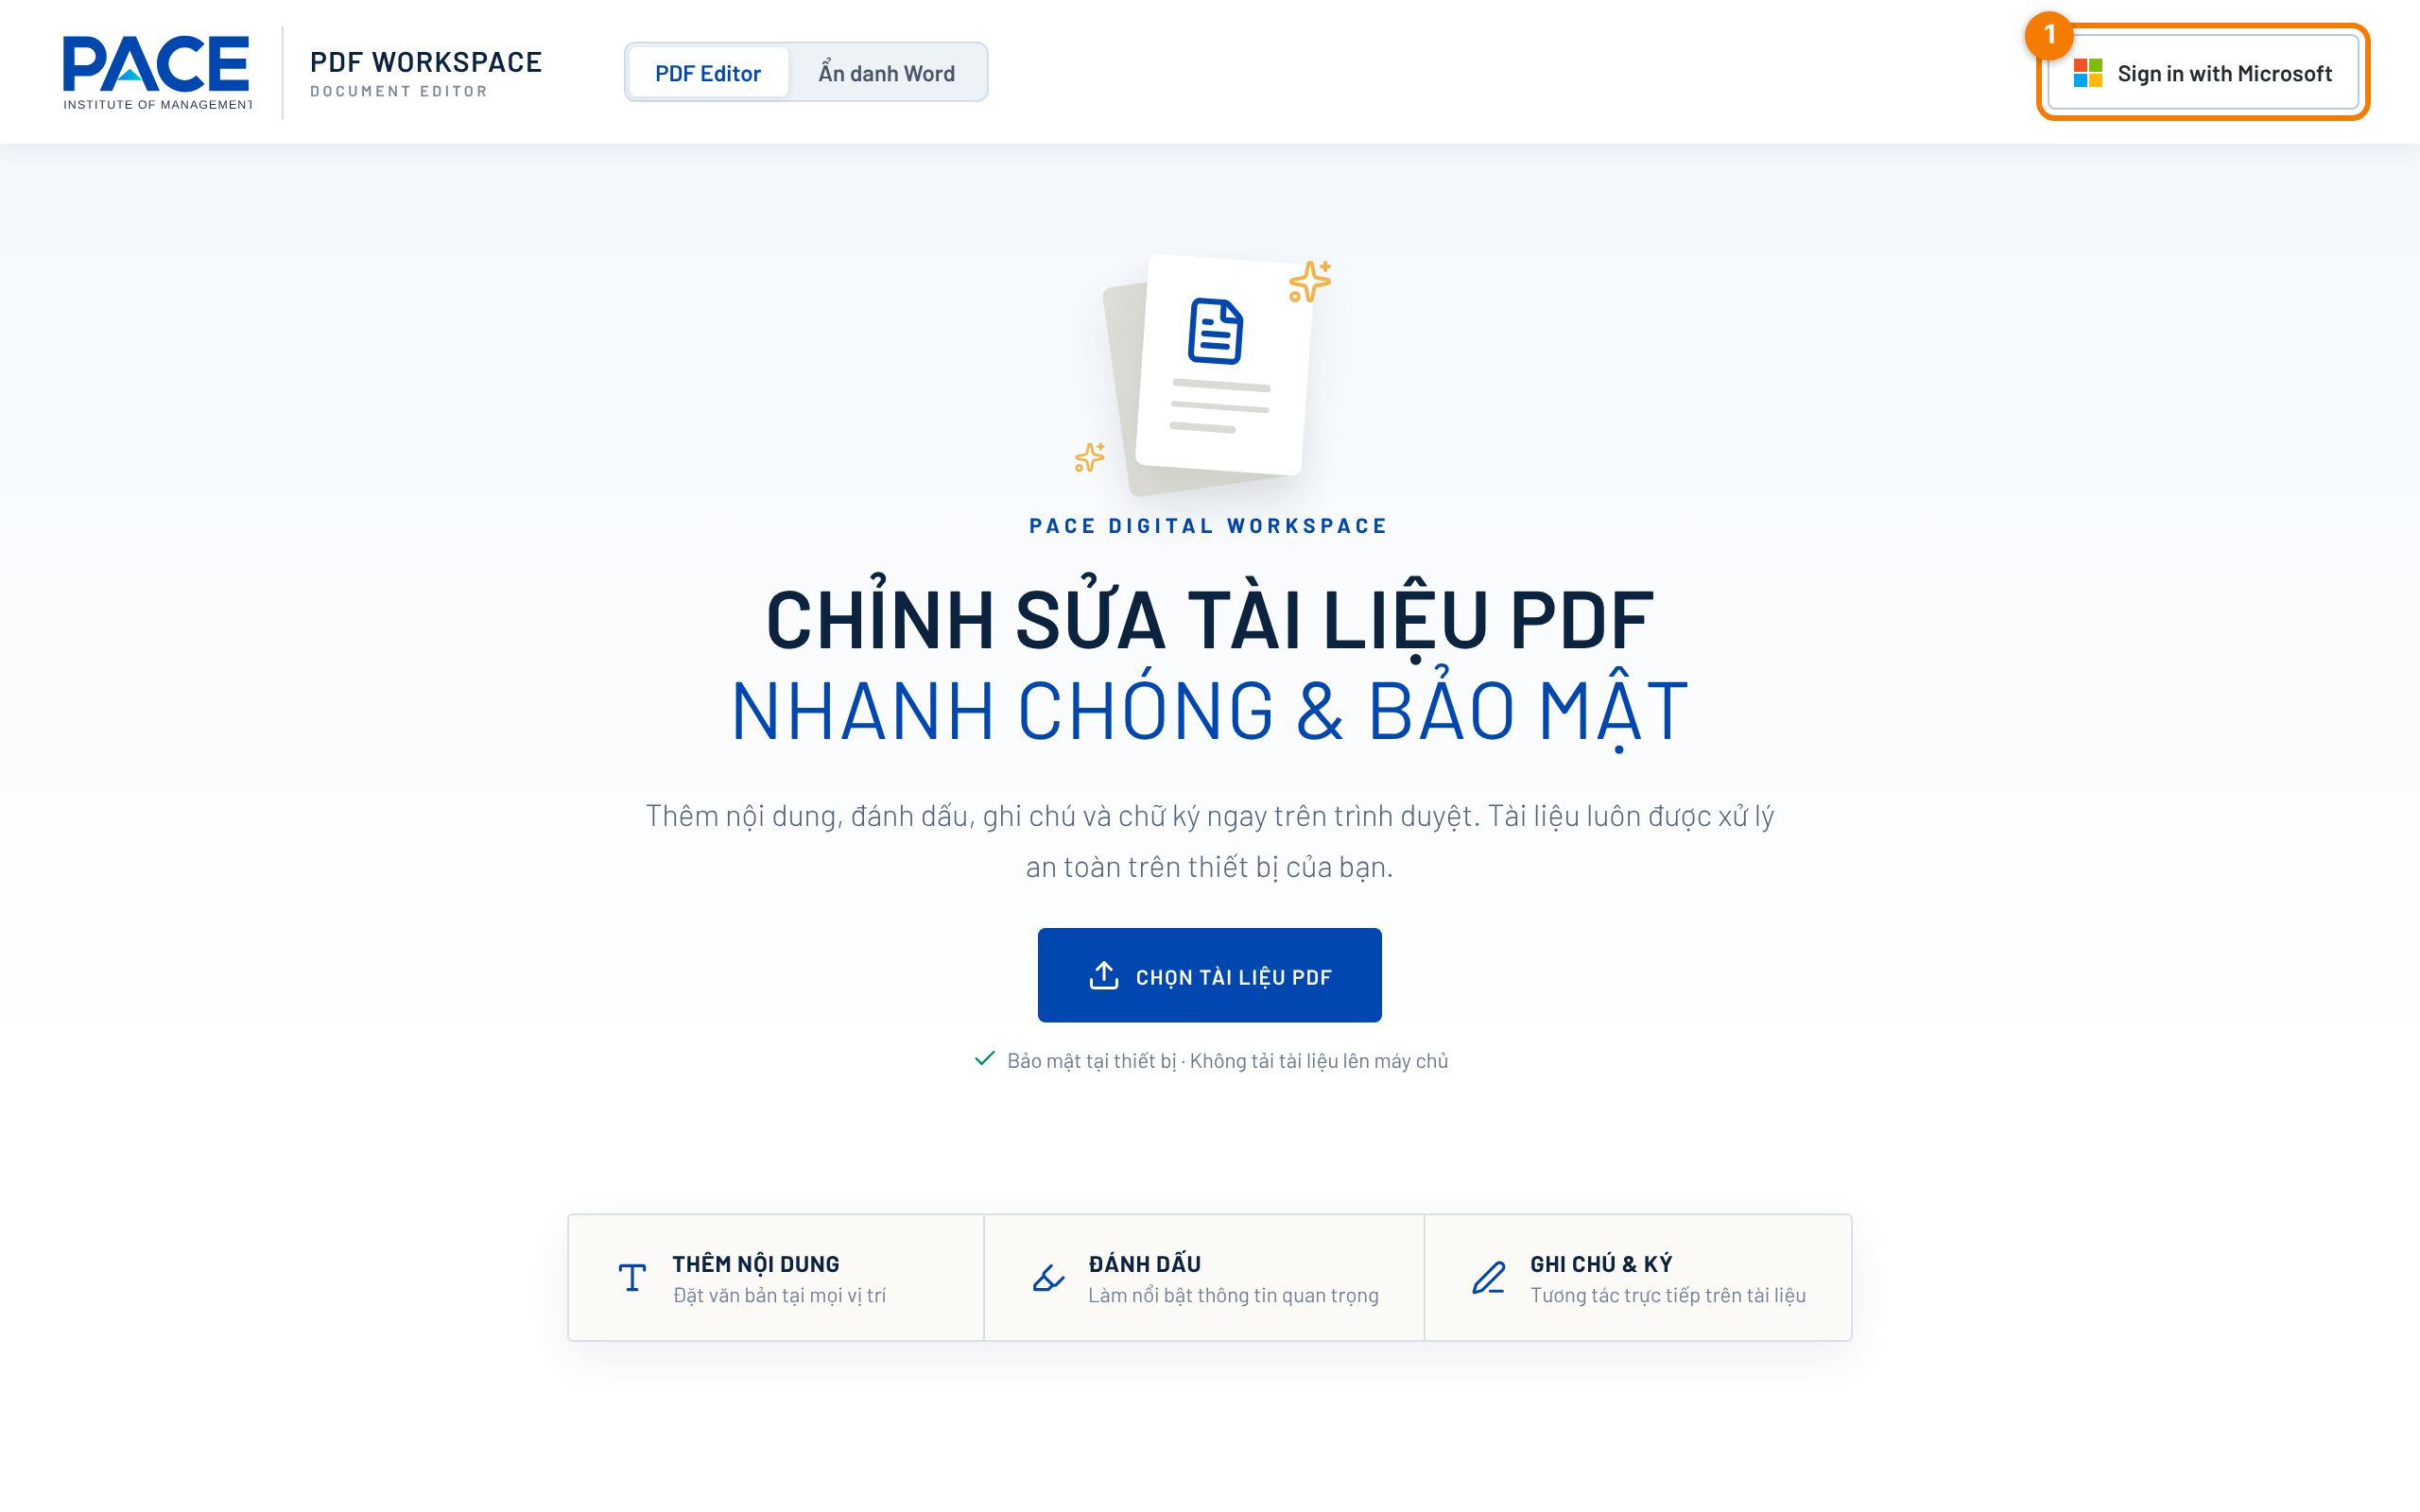 PACE
INSTITUTE OF MANAGEMENT
PDF WORKSPACE
DOCUMENT EDITOR
PDF Editor
Ẩn danh Word
1
Sign in with Microsoft
PACE DIGITAL WORKSPACE
CHỈNH SỬA TÀI LIỆU PDF
NHANH CHÓNG & BẢO MẬT
Thêm nội dung, đánh dấu, ghi chú và chữ ký ngay trên trình duyệt. Tài liệu luôn được xử lý
an toàn trên thiết bị của bạn.
CHỌN TÀI LIỆU PDF
Bảo mật tại thiết bị · Không tải tài liệu lên máy chủ
THÊM NỘI DUNG
Đặt văn bản tại mọi vị trí
ĐÁNH DẤU
Làm nổi bật thông tin quan trọng
GHI CHÚ & KÝ
Tương tác trực tiếp trên tài liệu